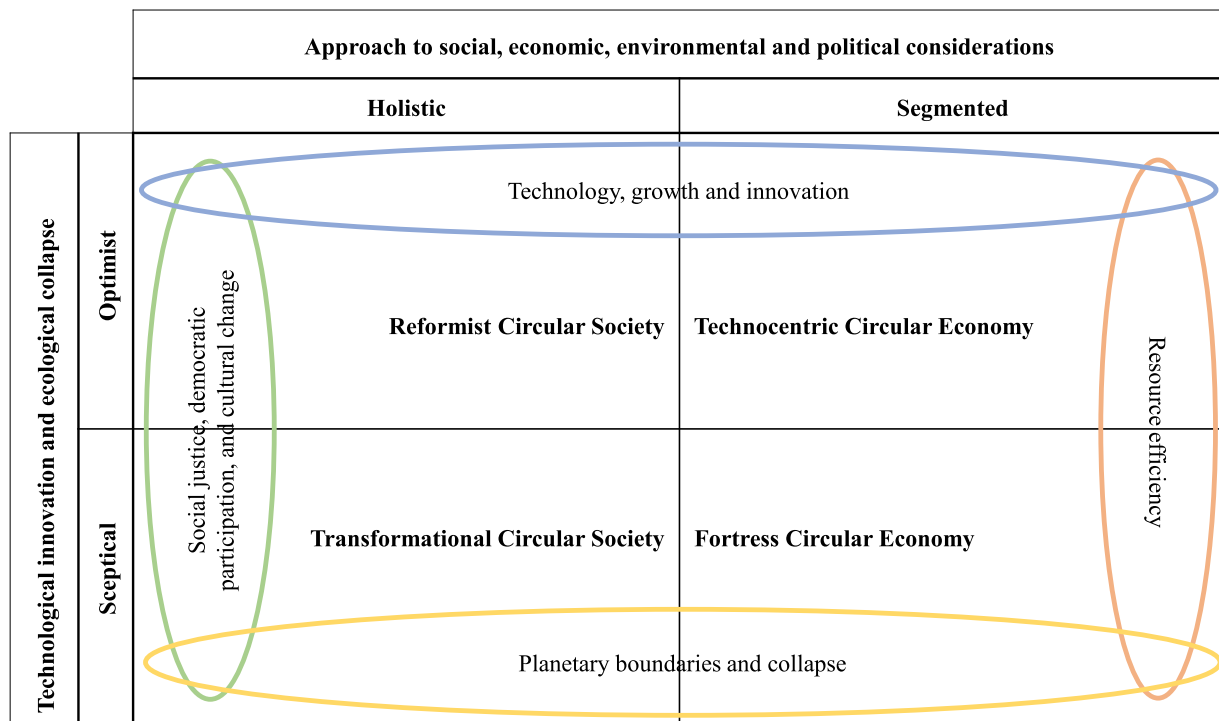 Approach to social, economic, environmental and political considerations
Holistic
Segmented
Technological innovation and ecological collapse
Optimist
Sceptical
Technology, growth and innovation
Social justice, democratic
participation, and cultural change
Reformist Circular Society
Technocentric Circular Economy
Resource efficiency
Transformational Circular Society
Fortress Circular Economy
Planetary boundaries and collapse